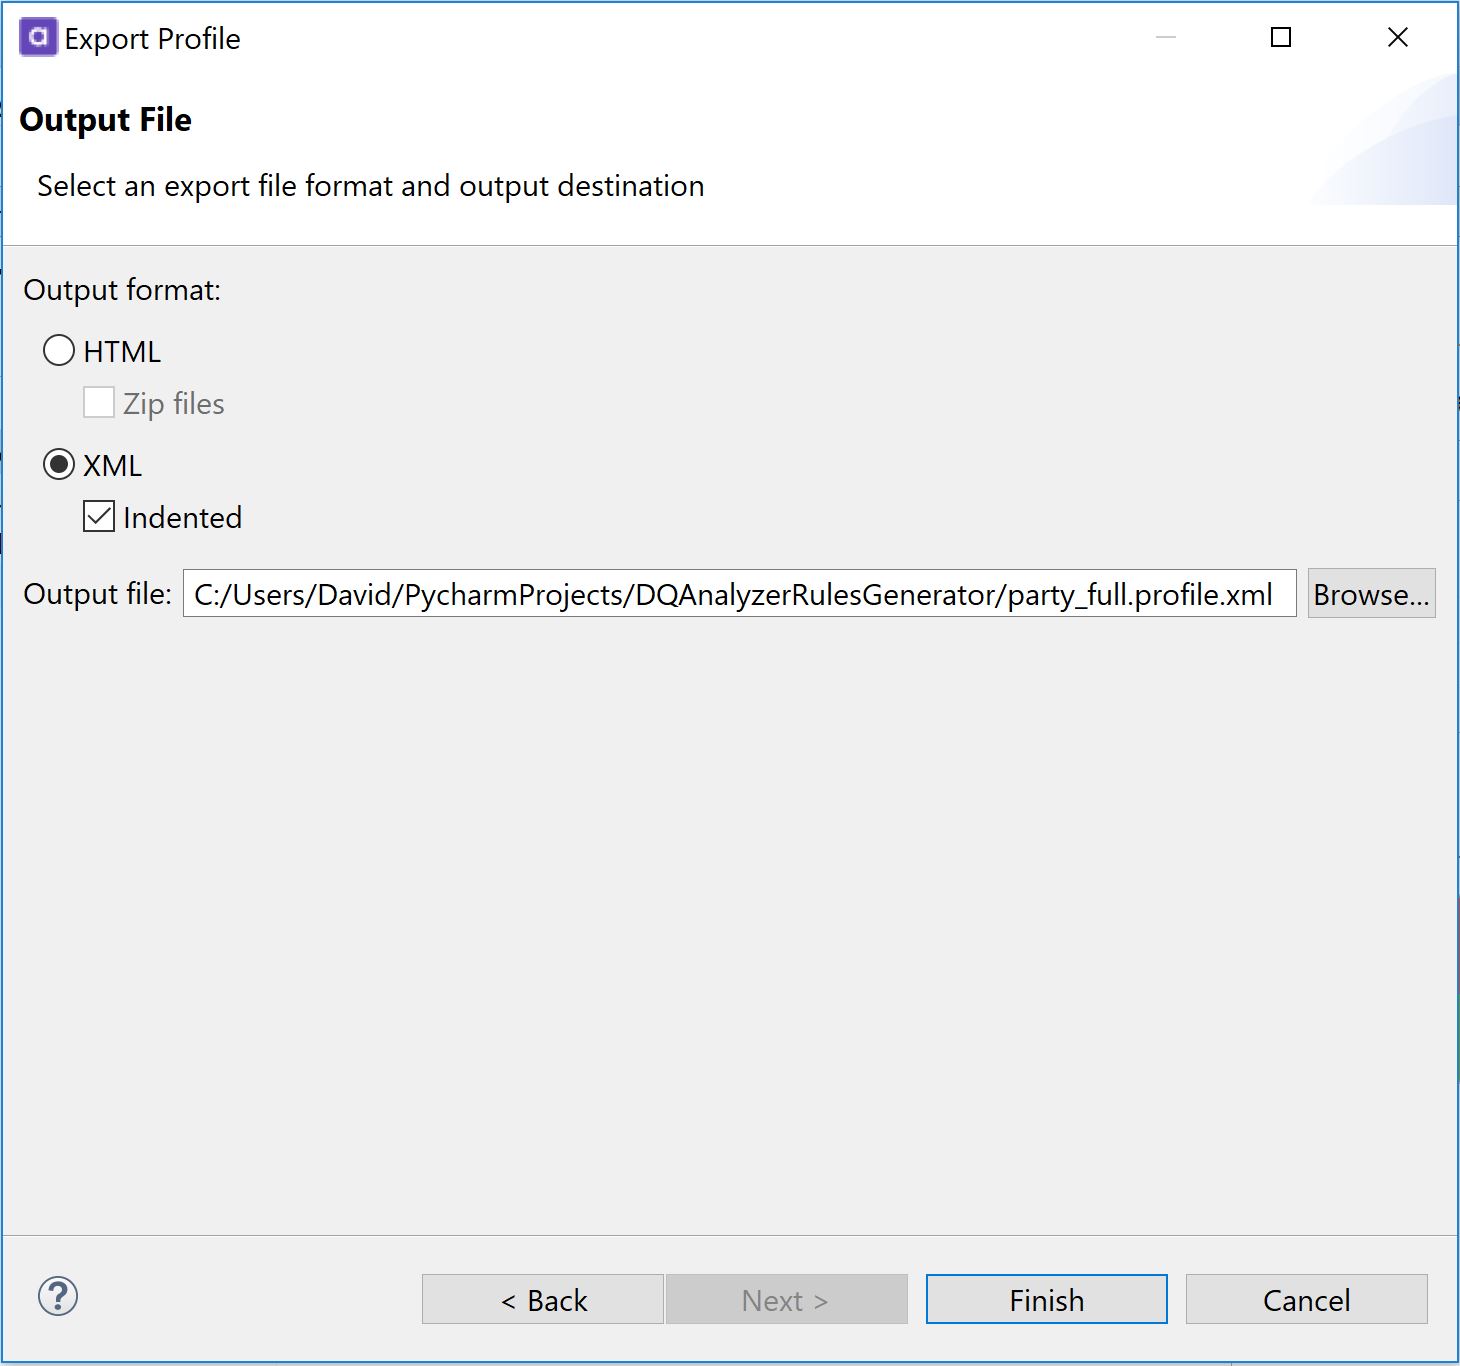 Export Profile
Output File
Select an export file format and output destination
Output format:
HTML
Zip files
XML
Indented
Output file: C:/Users/David/PycharmProjects/DQAnalyzerRulesGenerator/party_full.profile.xml Browse...
? < Back Next > Finish Cancel